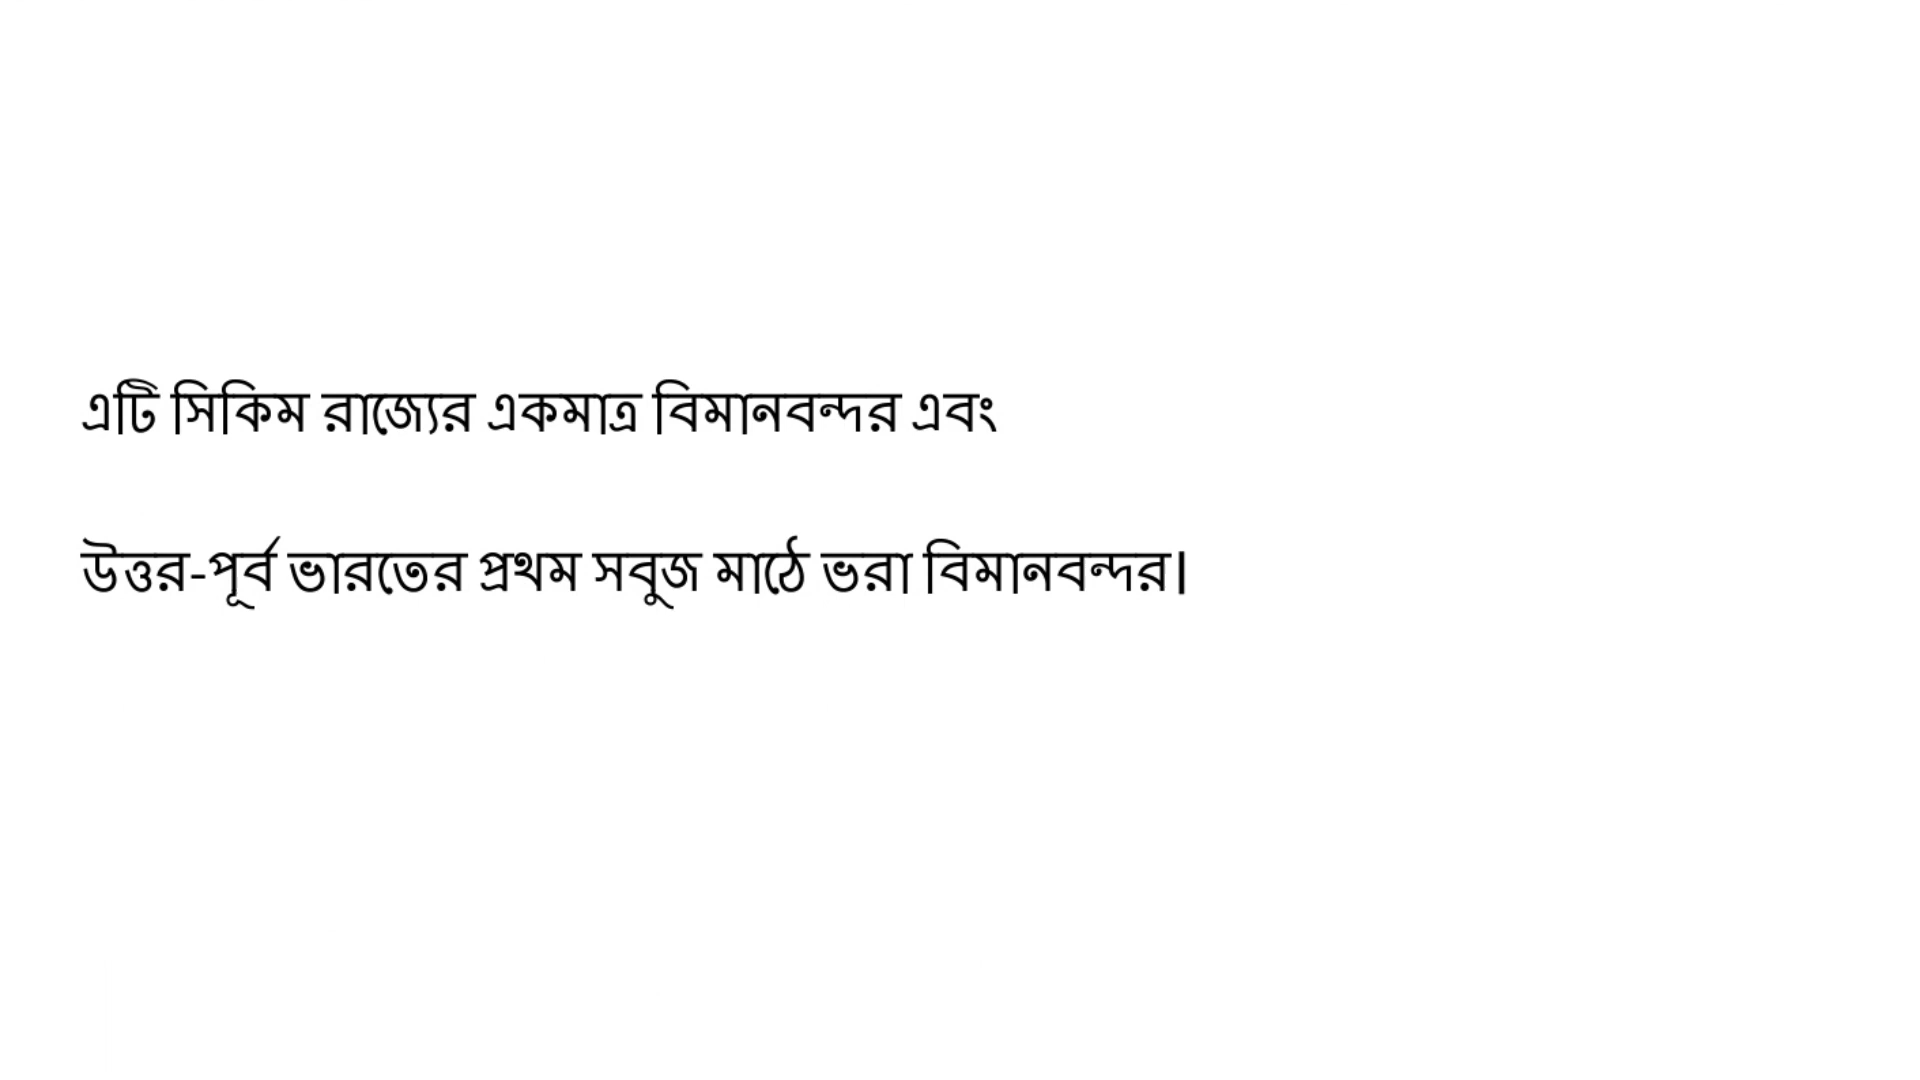 এটি সিকিম রাজ্যের একমাত্র বিমানবন্দর এবং
উত্তর-পূর্ব ভারতের প্রথম সবুজ মাঠে ভরা বিমানবন্দর।